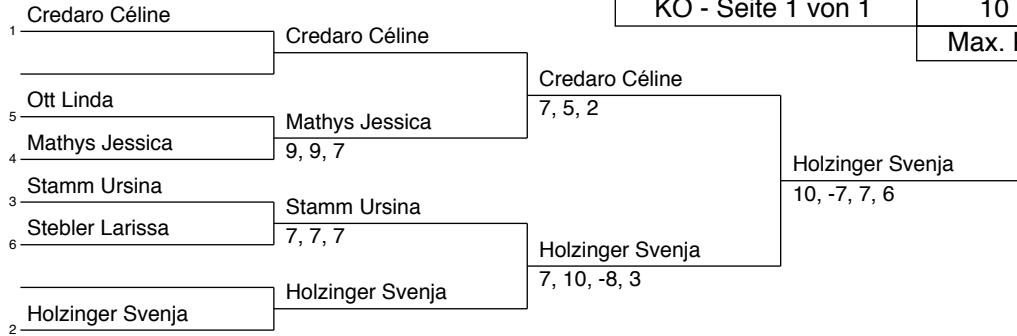 KO - Seite 1 von 1
10
Max.
1 Credaro Céline
5 Ott Linda
4 Mathys Jessica
3 Stamm Ursina
6 Stebler Larissa
2 Holzinger Svenja
Credaro Céline
Mathys Jessica
9, 9, 7
Stamm Ursina
7, 7, 7
Holzinger Svenja
Credaro Céline
7, 5, 2
Holzinger Svenja
7, 10, -8, 3
Holzinger Svenja
10, -7, 7, 6